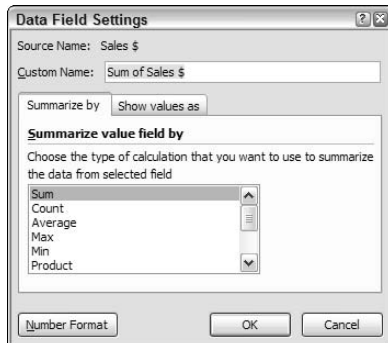 Data Field Settings
Source Name: Sales $
Custom Name: Sum of Sales $
Summarize by Show values as
Summarize value field by
Choose the type of calculation that you want to use to summarize
the data from selected field
Sum
Count
Average
Max
Min
Product
Number Format OK Cancel